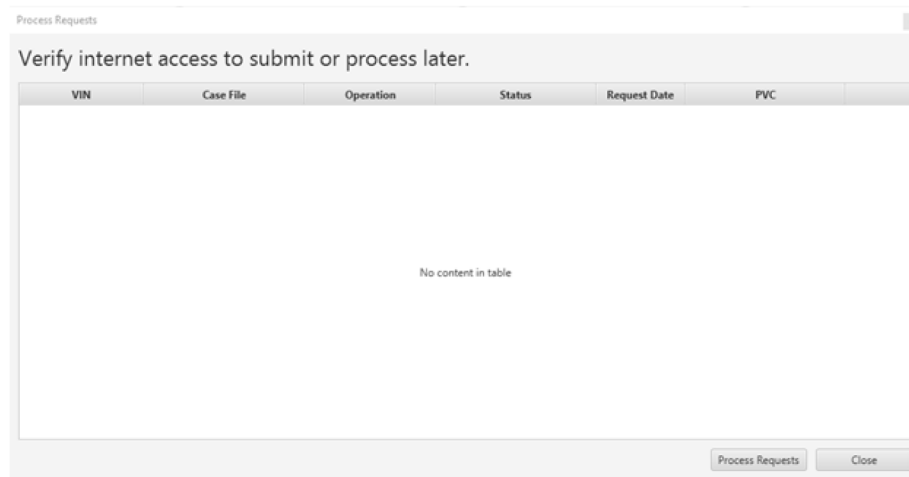 Process Requests
Verify internet access to submit or process later.
VIN Case File Operation Status Request Date PVC
No content in table
Process Requests Close